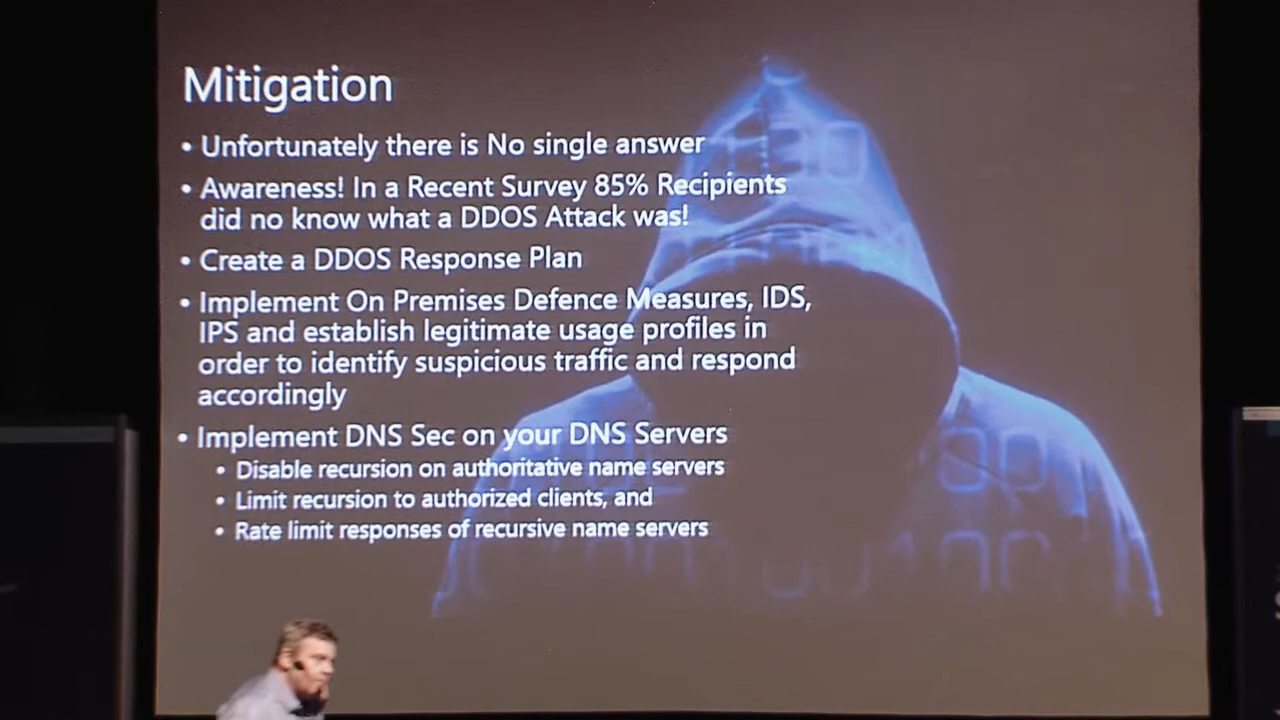 Mitigation
• Unfortunately there is No single answer
• Awareness! In a Recent Survey 85% Recipients
did no know what a DDOS Attack was!
• Create a DDOS Response Plan
• Implement On Premises Defence Measures, IDS,
IPS and establish legitimate usage profiles in
order to identify suspicious traffic and respond
accordingly
• Implement DNS Sec on your DNS Servers
• Disable recursion on authoritative name servers
• Limit recursion to authorized clients, and
• Rate limit responses of recursive name servers